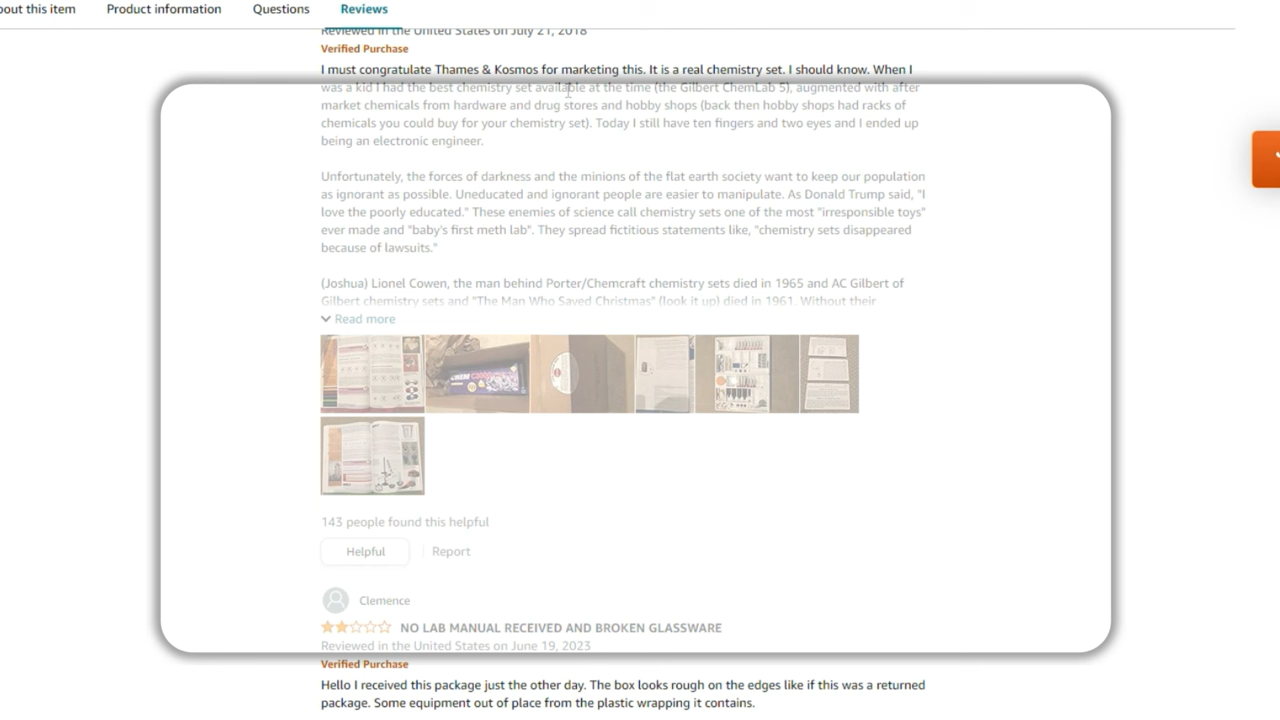 bout this item
Product information
Questions
Reviews
Reviewed in the United States on July 21, 2018
Verified Purchase
I must congratulate Thames & Kosmos for marketing this. It is a real chemistry set. I should know. When I
was a kid I had the best chemistry set available at the time (the Gilbert ChemLab 5), augmented with after
market chemicals from hardware and drug stores and hobby shops (back then hobby shops had racks of
chemicals you could buy for your chemistry set). Today I still have ten fingers and two eyes and I ended up
being an electronic engineer.
Unfortunately, the forces of darkness and the minions of the flat earth society want to keep our population
as ignorant as possible. Uneducated and ignorant people are easier to manipulate. As Donald Trump said, "I
love the poorly educated." These enemies of science call chemistry sets one of the most "irresponsible toys"
ever made and "baby's first meth lab". They spread fictitious statements like, "chemistry sets disappeared
because of lawsuits."
(Joshua) Lionel Cowen, the man behind Porter/Chemcraft chemistry sets died in 1965 and AC Gilbert of
Gilbert chemistry sets and "The Man Who Saved Christmas" (look it up) died in 1961. Without their
Read more
143 people found this helpful
Helpful
Report
Clemence
NO LAB MANUAL RECEIVED AND BROKEN GLASSWARE
Reviewed in the United States on June 19, 2023
Verified Purchase
Hello I received this package just the other day. The box looks rough on the edges like if this was a returned
package. Some equipment out of place from the plastic wrapping it contains.